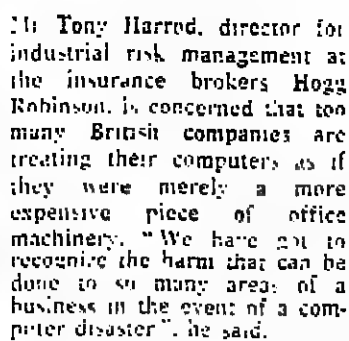 Mr Tony Harrod, director for
industrial risk management at
the insurance brokers Hogg
Robinson, is concerned that too
many British companies are
treating their computers as if
they were merely a more
expensive piece of office
machinery. "We have got to
recognize the harm that can be
done to so many areas of a
business in the event of a com-
puter disaster", he said.